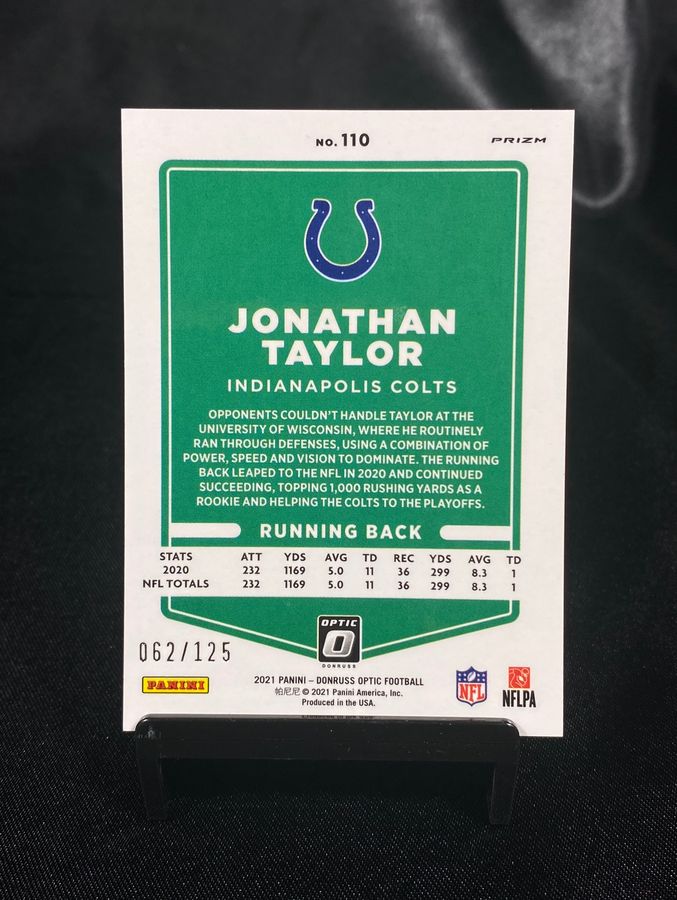 NO. 110
PRIZM
JONATHAN
TAYLOR
INDIANAPOLIS COLTS
OPPONENTS COULDN'T HANDLE TAYLOR AT THE
UNIVERSITY OF WISCONSIN, WHERE HE ROUTINELY
RAN THROUGH DEFENSES, USING A COMBINATION OF
POWER, SPEED AND VISION TO DOMINATE. THE RUNNING
BACK LEAPED TO THE NFL IN 2020 AND CONTINUED
SUCCEEDING, TOPPING 1,000 RUSHING YARDS AS A
ROOKIE AND HELPING THE COLTS TO THE PLAYOFFS.
RUNNING BACK
STATS ATT YDS AVG TD REC YDS AVG TD
2020 232 1169 5.0 11 36 299 8.3 1
NFL TOTALS 232 1169 5.0 11 36 299 8.3 1
OPTIC
DONRUSS
062/125
PANINI
2021 PANINI – DONRUSS OPTIC FOOTBALL
帕尼尼 © 2021 Panini America, Inc.
Produced in the USA.
NFL
NFLPA